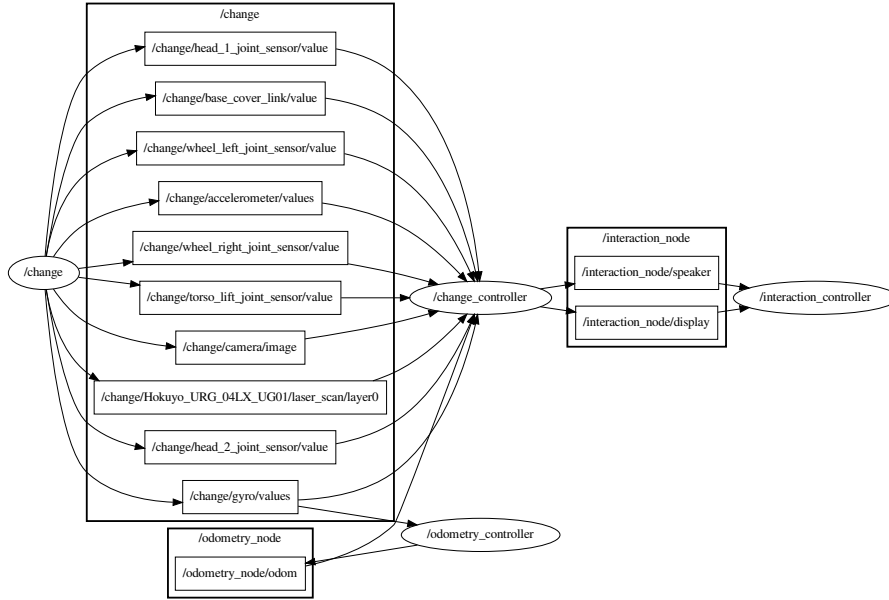 /change
/change/head_1_joint_sensor/value
/change/base_cover_link/value
/change/wheel_left_joint_sensor/value
/change/accelerometer/values
/change/wheel_right_joint_sensor/value
/change
/change/torso_lift_joint_sensor/value
/change/camera/image
/change/Hokuyo_URG_04LX_UG01/laser_scan/layer0
/change/head_2_joint_sensor/value
/change/gyro/values
/odometry_node
/odometry_node/odom
/change_controller
/odometry_controller
/interaction_node
/interaction_node/speaker
/interaction_node/display
/interaction_controller